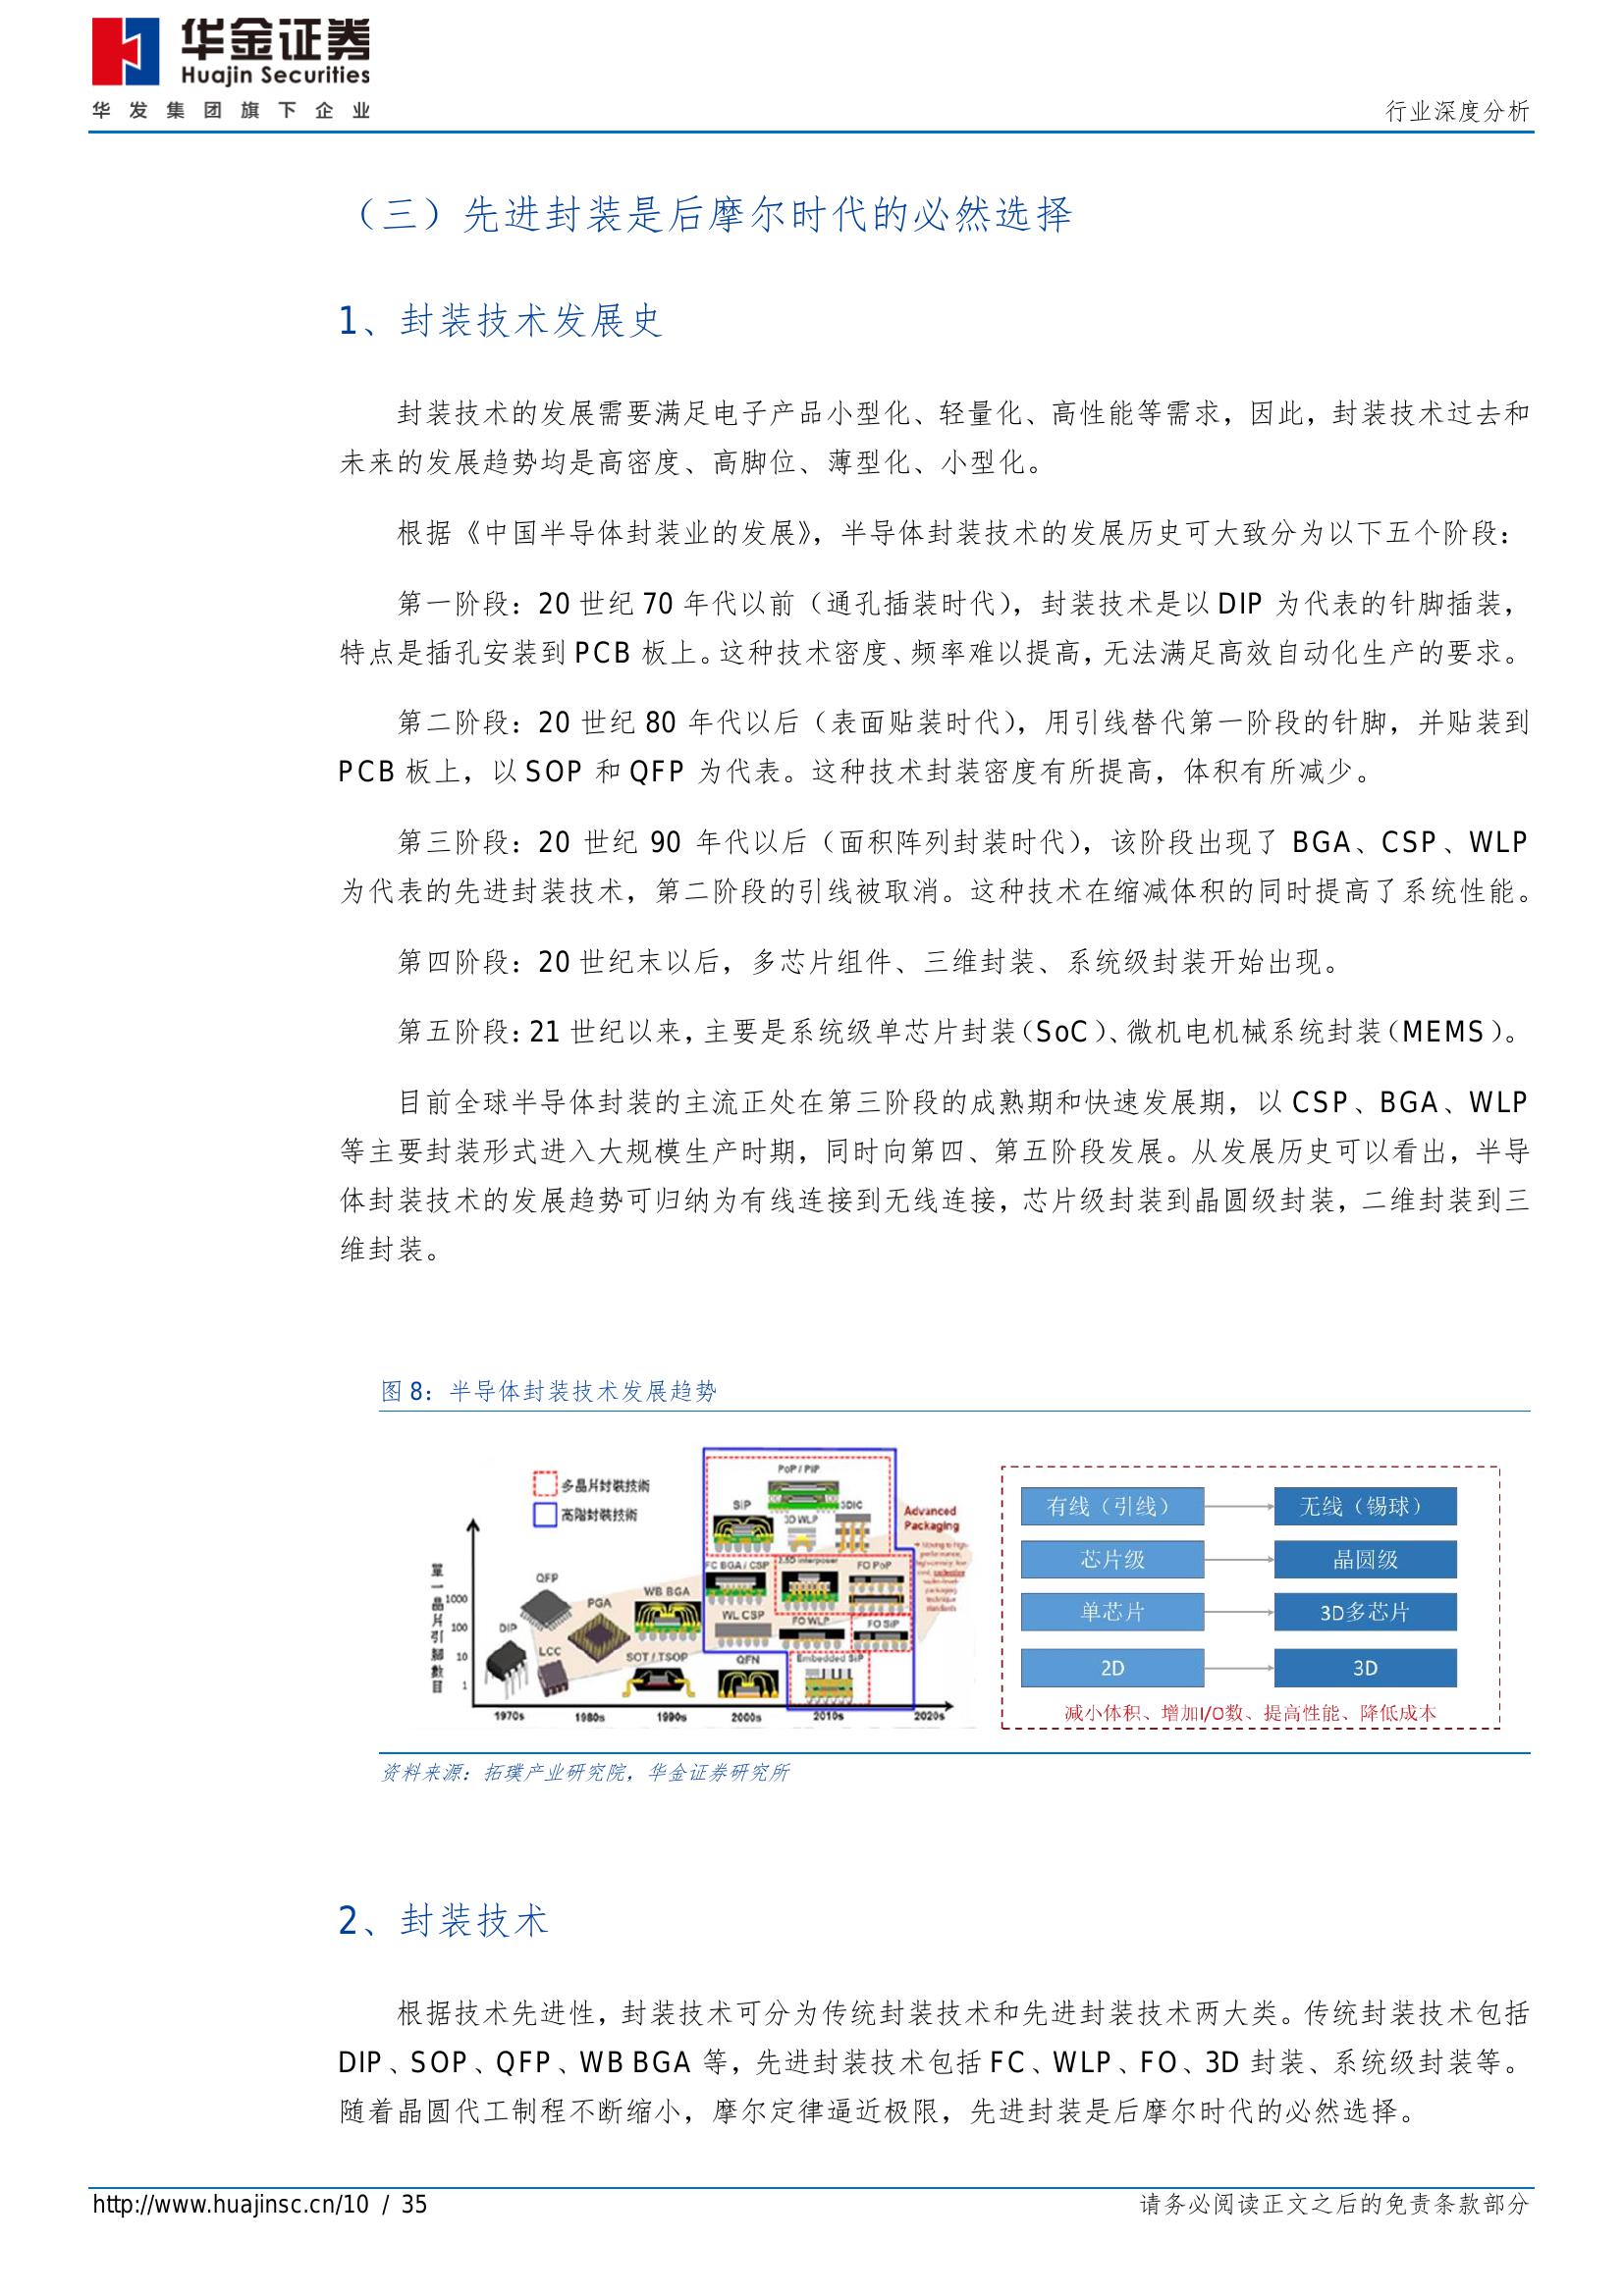 华金证券
Huajin Securities
华发集团旗下企业
行业深度分析
（三）先进封装是后摩尔时代的必然选择
1、封装技术发展史
封装技术的发展需要满足电子产品小型化、轻量化、高性能等需求，因此，封装技术过去和
未来的发展趋势均是高密度、高脚位、薄型化、小型化。
根据《中国半导体封装业的发展》，半导体封装技术的发展历史可大致分为以下五个阶段：
第一阶段：20 世纪 70 年代以前（通孔插装时代），封装技术是以 DIP 为代表的针脚插装，
特点是插孔安装到 PCB 板上。这种技术密度、频率难以提高，无法满足高效自动化生产的要求。
第二阶段：20 世纪 80 年代以后（表面贴装时代），用引线替代第一阶段的针脚，并贴装到
PCB 板上，以 SOP 和 QFP 为代表。这种技术封装密度有所提高，体积有所减少。
第三阶段：20 世纪 90 年代以后（面积阵列封装时代），该阶段出现了 BGA、CSP、WLP
为代表的先进封装技术，第二阶段的引线被取消。这种技术在缩减体积的同时提高了系统性能。
第四阶段：20 世纪末以后，多芯片组件、三维封装、系统级封装开始出现。
第五阶段：21 世纪以来，主要是系统级单芯片封装（SoC）、微机电机械系统封装（MEMS）。
目前全球半导体封装的主流正处在第三阶段的成熟期和快速发展期，以 CSP、BGA、WLP
等主要封装形式进入大规模生产时期，同时向第四、第五阶段发展。从发展历史可以看出，半导
体封装技术的发展趋势可归纳为有线连接到无线连接，芯片级封装到晶圆级封装，二维封装到三
维封装。
图 8：半导体封装技术发展趋势
多晶片封裝技術
高階封裝技術
單一晶片引腳數目
1000
100
10
1
DIP
QFP
LCC
PGA
WB BGA
SOT / TSOP
PoP / PiP
SiP
3DIC
3D WLP
FC BGA / CSP
2.5D Interposer
FO PoP
WL CSP
FO WLP
FO SiP
QFN
Embedded SiP
Advanced
Packaging
1970s
1980s
1990s
2000s
2010s
2020s
有线（引线）
无线（锡球）
芯片级
晶圆级
单芯片
3D多芯片
2D
3D
减小体积、增加I/O数、提高性能、降低成本
资料来源：拓璞产业研究院，华金证券研究所
2、封装技术
根据技术先进性，封装技术可分为传统封装技术和先进封装技术两大类。传统封装技术包括
DIP、SOP、QFP、WB BGA 等，先进封装技术包括 FC、WLP、FO、3D 封装、系统级封装等。
随着晶圆代工制程不断缩小，摩尔定律逼近极限，先进封装是后摩尔时代的必然选择。
http://www.huajinsc.cn/10 / 35
请务必阅读正文之后的免责条款部分